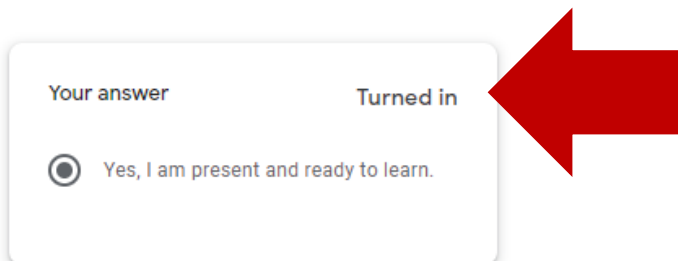 Your answer
Turned in
Yes, I am present and ready to learn.